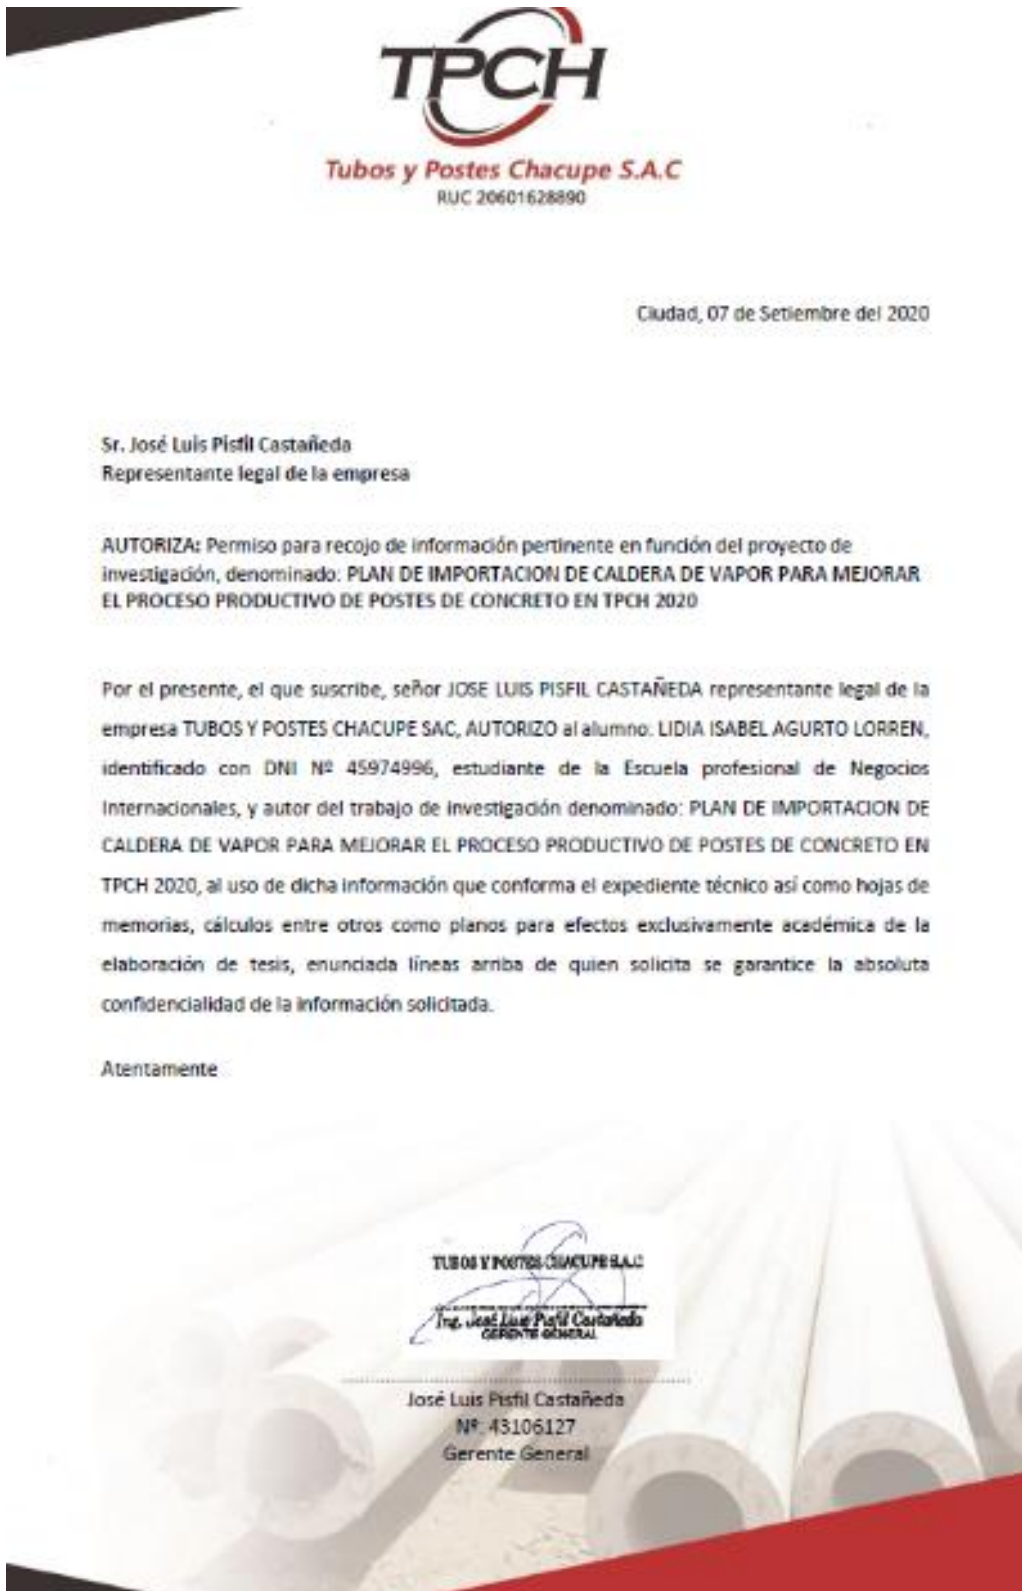 TPCH
Tubos y Postes Chacupe S.A.C
RUC 20601628890
Ciudad, 07 de Setiembre del 2020
Sr. José Luis Pisfil Castañeda
Representante legal de la empresa
AUTORIZA: Permiso para recojo de información pertinente en función del proyecto de
investigación, denominado: PLAN DE IMPORTACION DE CALDERA DE VAPOR PARA MEJORAR
EL PROCESO PRODUCTIVO DE POSTES DE CONCRETO EN TPCH 2020
Por el presente, el que suscribe, señor JOSE LUIS PISFIL CASTAÑEDA representante legal de la
empresa TUBOS Y POSTES CHACUPE SAC, AUTORIZO al alumno: LIDIA ISABEL AGURTO LORREN,
identificado con DNI Nº 45974996, estudiante de la Escuela profesional de Negocios
Internacionales, y autor del trabajo de investigación denominado: PLAN DE IMPORTACION DE
CALDERA DE VAPOR PARA MEJORAR EL PROCESO PRODUCTIVO DE POSTES DE CONCRETO EN
TPCH 2020, al uso de dicha información que conforma el expediente técnico así como hojas de
memorias, cálculos entre otros como planos para efectos exclusivamente académica de la
elaboración de tesis, enunciada líneas arriba de quien solicita se garantice la absoluta
confidencialidad de la información solicitada.
Atentamente
TUBOS Y POSTES CHACUPE S.A.C
Ing. José Luis Pisfil Castañeda
GERENTE GENERAL
José Luis Pisfil Castañeda
Nº: 43106127
Gerente General